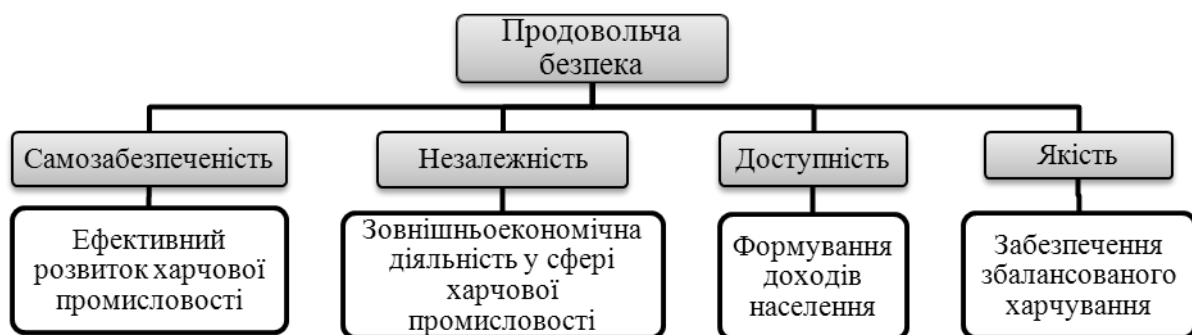 Продовольча
безпека
Самозабезпеченість
Незалежність
Доступність
Якість
Ефективний
розвиток харчової
промисловості
Зовнішньоекономічна
діяльність у сфері
харчової
промисловості
Формування
доходів
населення
Забезпечення
збалансованого
харчування